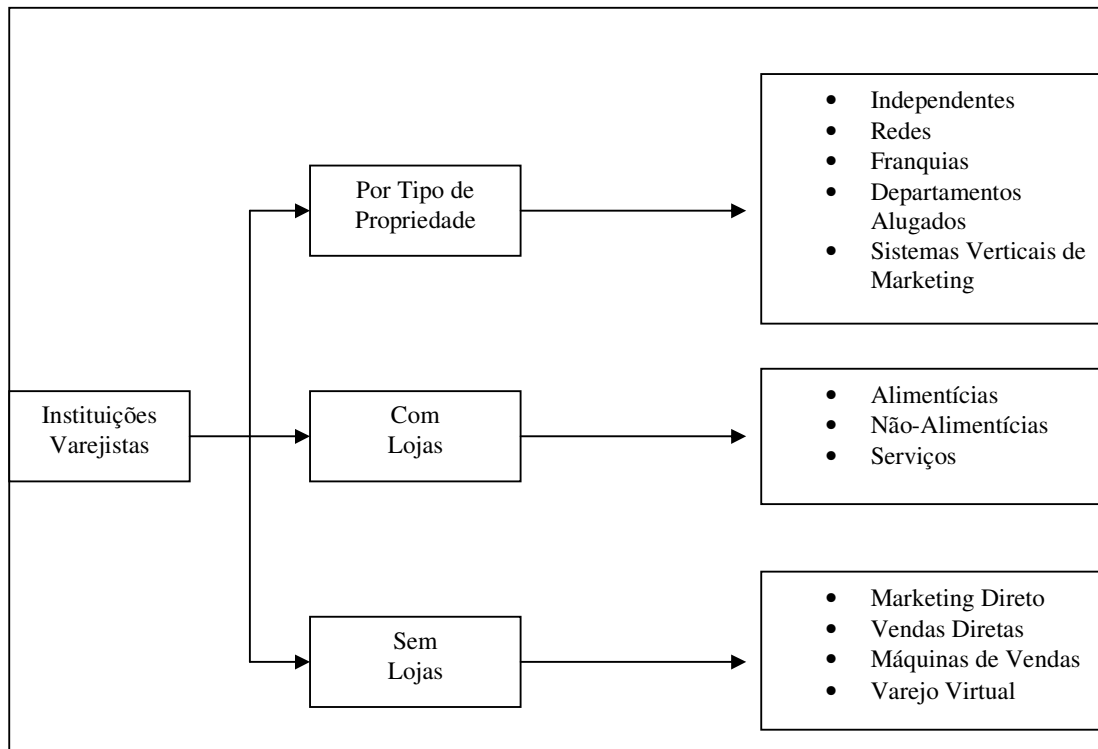 Instituições
Varejistas
Por Tipo de
Propriedade
• Independentes
• Redes
• Franquias
• Departamentos
Alugados
• Sistemas Verticais de
Marketing
Com
Lojas
• Alimentícias
• Não-Alimentícias
• Serviços
Sem
Lojas
• Marketing Direto
• Vendas Diretas
• Máquinas de Vendas
• Varejo Virtual